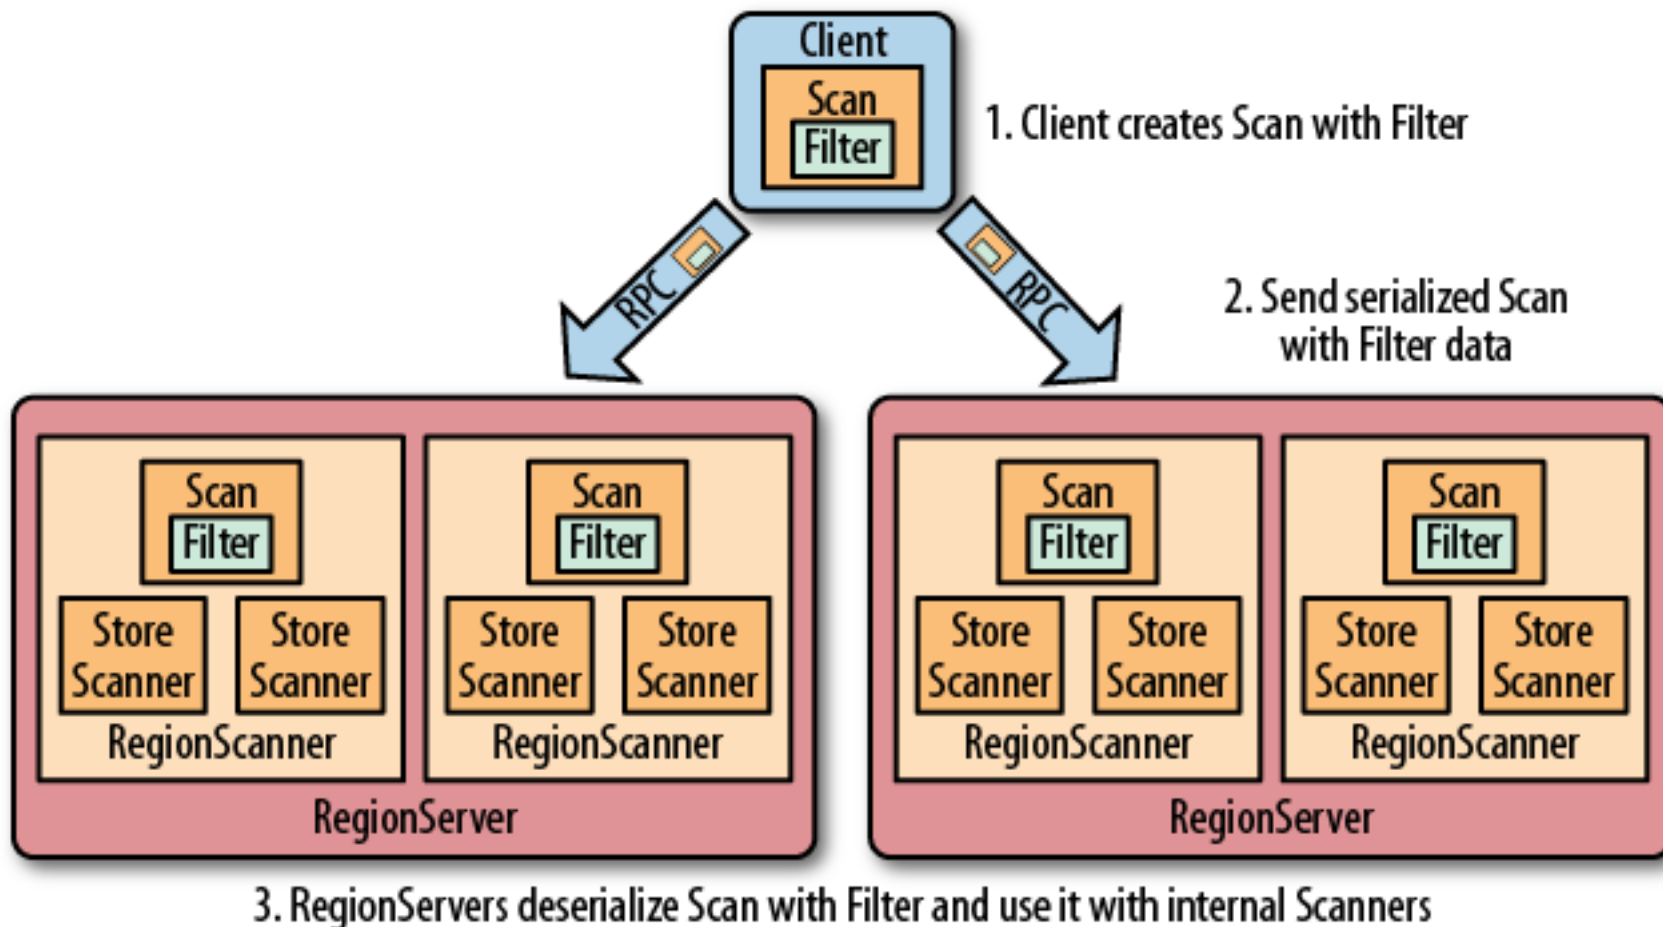 Client
Scan
Filter
1. Client creates Scan with Filter
RPC
RPC
2. Send serialized Scan
with Filter data
Scan
Filter
Store
Scanner
Store
Scanner
RegionScanner
Scan
Filter
Store
Scanner
Store
Scanner
RegionScanner
RegionServer
Scan
Filter
Store
Scanner
Store
Scanner
RegionScanner
Scan
Filter
Store
Scanner
Store
Scanner
RegionScanner
RegionServer
3. RegionServers deserialize Scan with Filter and use it with internal Scanners